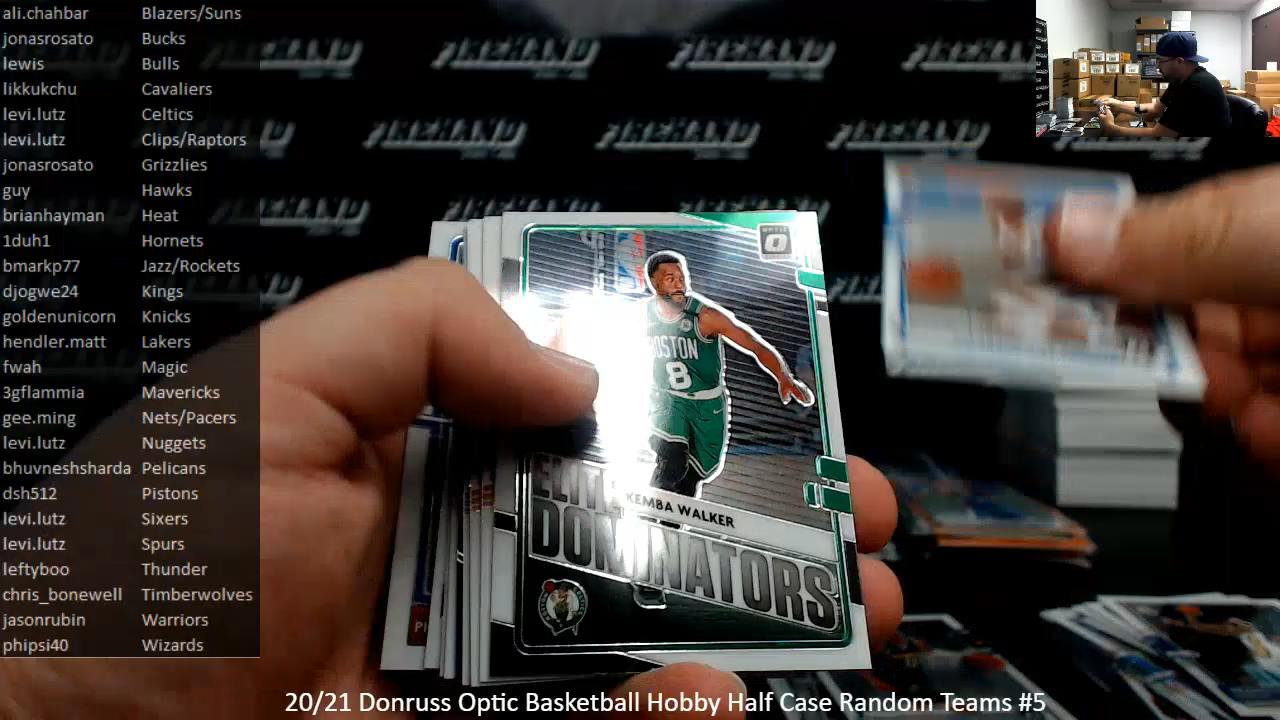 ali.chahbar Blazers/Suns
jonasrosato Bucks
lewis Bulls
likkukchu Cavaliers
levi.lutz Celtics
levi.lutz Clips/Raptors
jonasrosato Grizzlies
guy Hawks
brianhayman Heat
1duh1 Hornets
bmarkp77 Jazz/Rockets
djogwe24 Kings
goldenunicorn Knicks
hendler.matt Lakers
fwah Magic
3gflammia Mavericks
gee.ming Nets/Pacers
levi.lutz Nuggets
bhuvneshsharda Pelicans
dsh512 Pistons
levi.lutz Sixers
levi.lutz Spurs
leftyboo Thunder
chris_bonewell Timberwolves
jasonrubin Warriors
phipsi40 Wizards
OPTIC
BOSTON
8
KEMBA WALKER
ELITE
DOMINATORS
20/21 Donruss Optic Basketball Hobby Half Case Random Teams #5